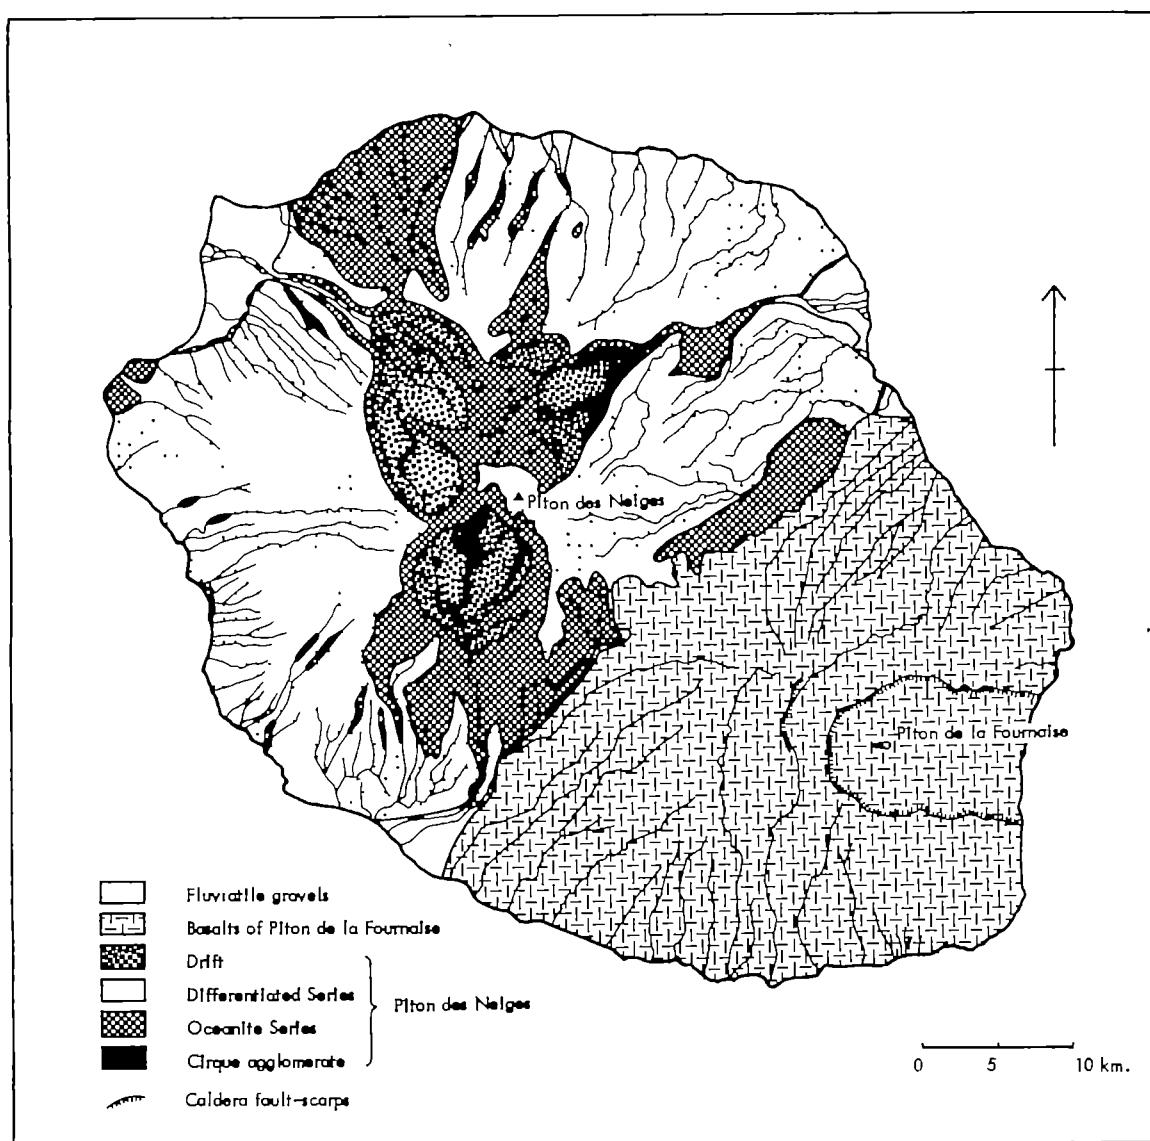 Piton des Neiges
Piton de la Fournaise
Fluviatile gravels
Basalts of Piton de la Fournaise
Drift
Differentiated Series
Oceanite Series
Cirque agglomerate
Piton des Neiges
Caldera fault-scarps
0 5 10 km.